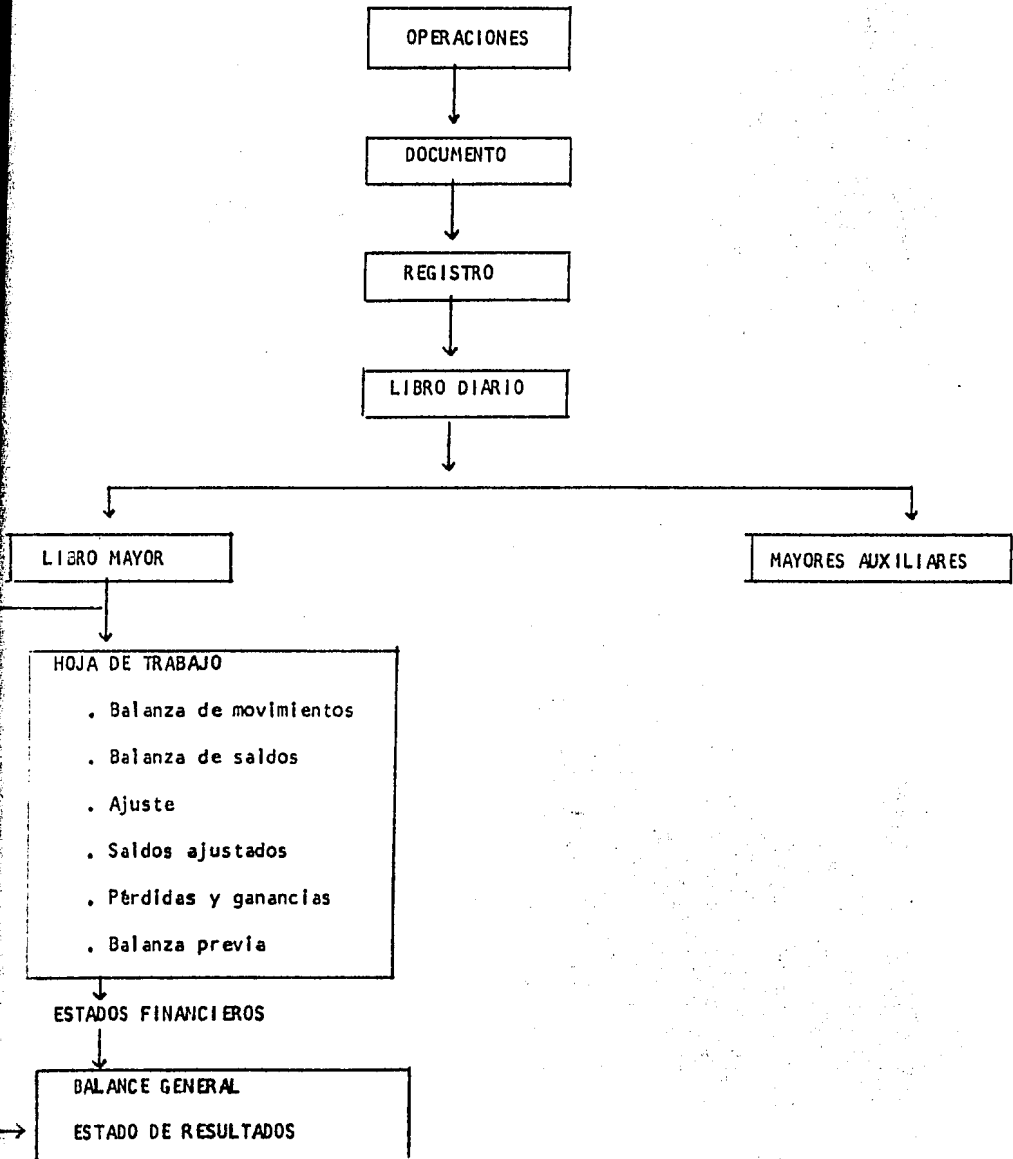 OPERACIONES
DOCUMENTO
REGISTRO
LIBRO DIARIO
LIBRO MAYOR
MAYORES AUXILIARES
HOJA DE TRABAJO
. Balanza de movimientos
. Balanza de saldos
. Ajuste
. Saldos ajustados
. Pérdidas y ganancias
. Balanza previa
ESTADOS FINANCIEROS
BALANCE GENERAL
ESTADO DE RESULTADOS